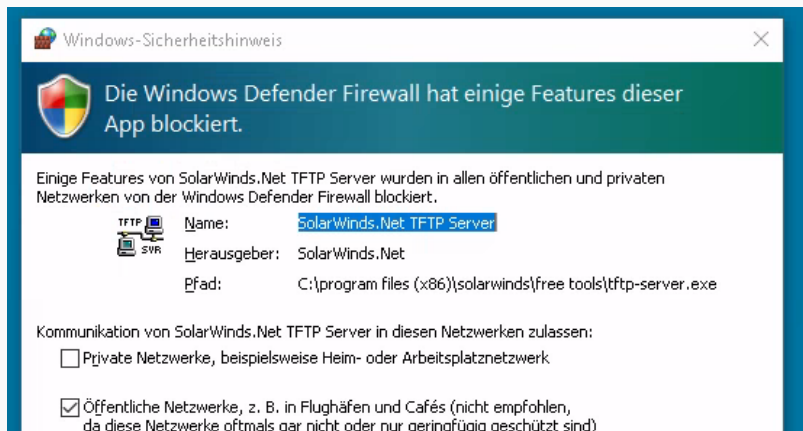 Windows-Sicherheitshinweis
Die Windows Defender Firewall hat einige Features dieser
App blockiert.
Einige Features von SolarWinds.Net TFTP Server wurden in allen öffentlichen und privaten
Netzwerken von der Windows Defender Firewall blockiert.
TFTP
SVR
Name: SolarWinds.Net TFTP Server
Herausgeber: SolarWinds.Net
Pfad: C:\program files (x86)\solarwinds\free tools\tftp-server.exe
Kommunikation von SolarWinds.Net TFTP Server in diesen Netzwerken zulassen:
Private Netzwerke, beispielsweise Heim- oder Arbeitsplatznetzwerk
Öffentliche Netzwerke, z. B. in Flughäfen und Cafés (nicht empfohlen,
da diese Netzwerke oftmals gar nicht oder nur geringfügig geschützt sind)